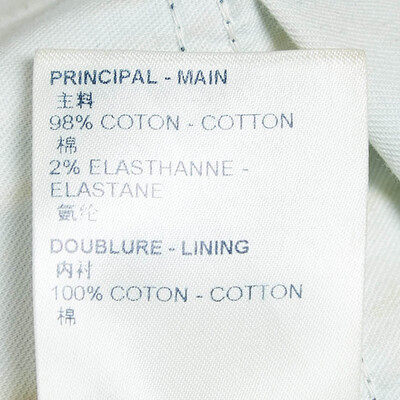 PRINCIPAL - MAIN
主料
98% COTON - COTTON
棉
2% ELASTHANNE -
ELASTANE
氨纶
DOUBLURE - LINING
内衬
100% COTON - COTTON
棉